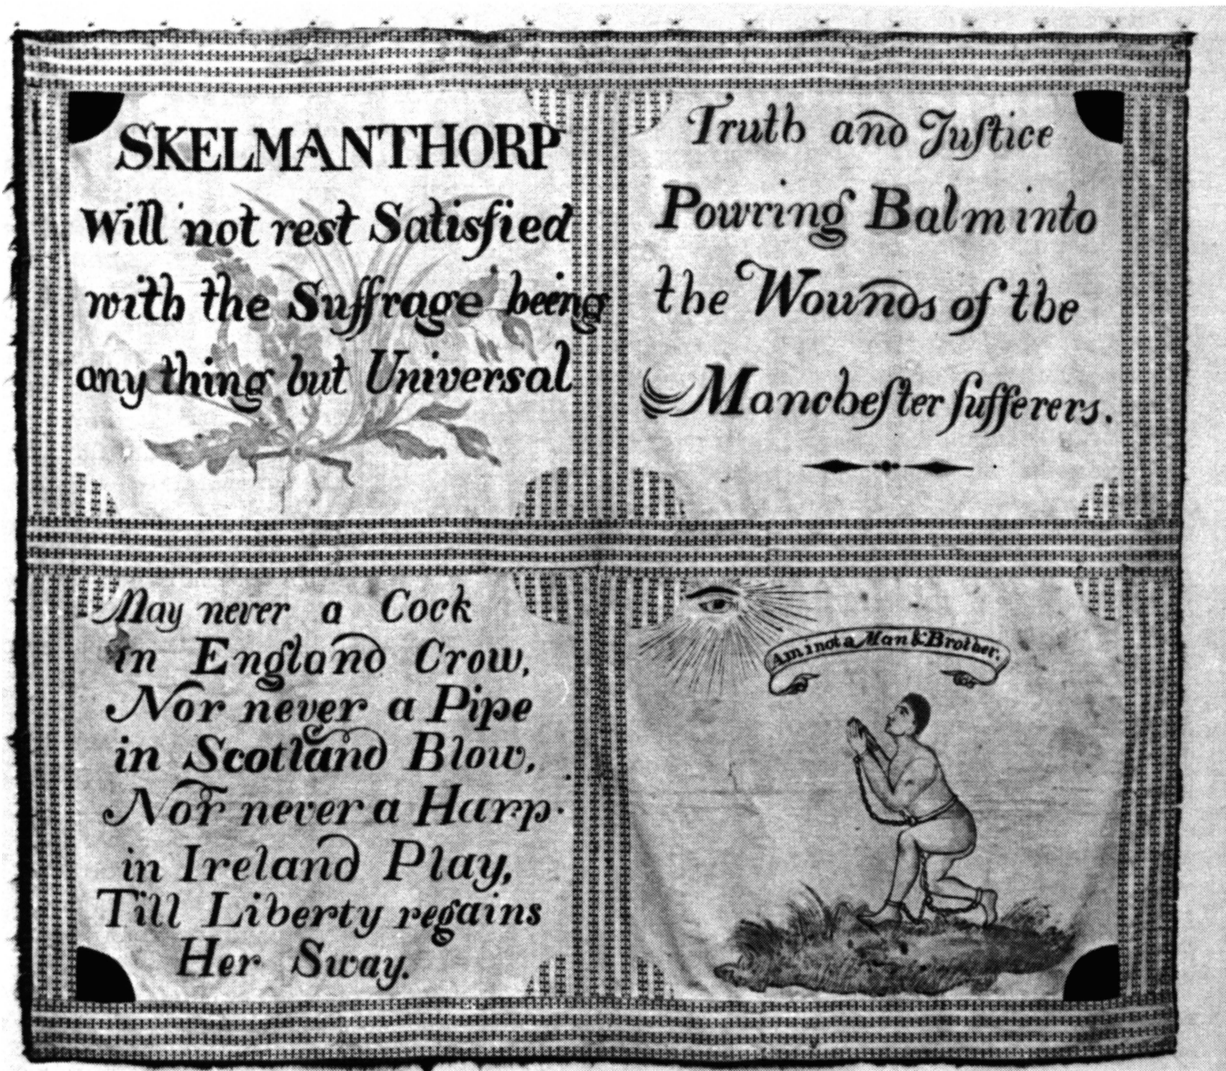 SKELMANTHORP
Will not rest Satisfied
with the Suffrage being
any thing but Universal
Truth and Juſtice
Powring Balm into
the Wounds of the
Mancheſter ſufferers.
May never a Cock
in England Crow,
Nor never a Pipe
in Scotland Blow,
Nor never a Harp
in Ireland Play,
Till Liberty regains
Her Sway.
Am I not a Man & Brother.